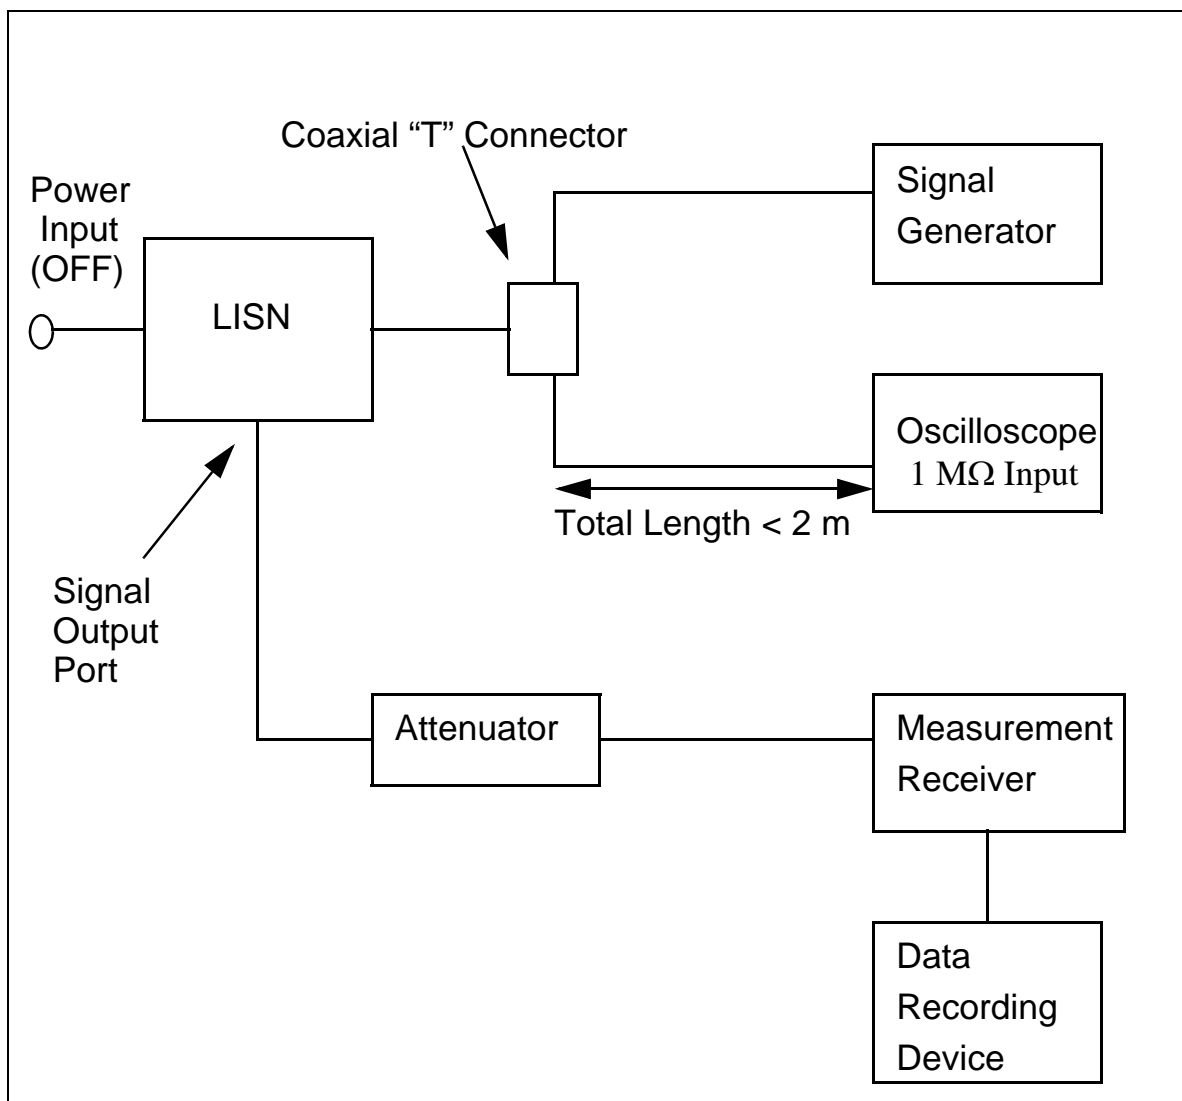 Coaxial “T” Connector
Power
Input
(OFF)
LISN
Signal
Generator
Oscilloscope
1 MΩ Input
Total Length < 2 m
Signal
Output
Port
Attenuator
Measurement
Receiver
Data
Recording
Device